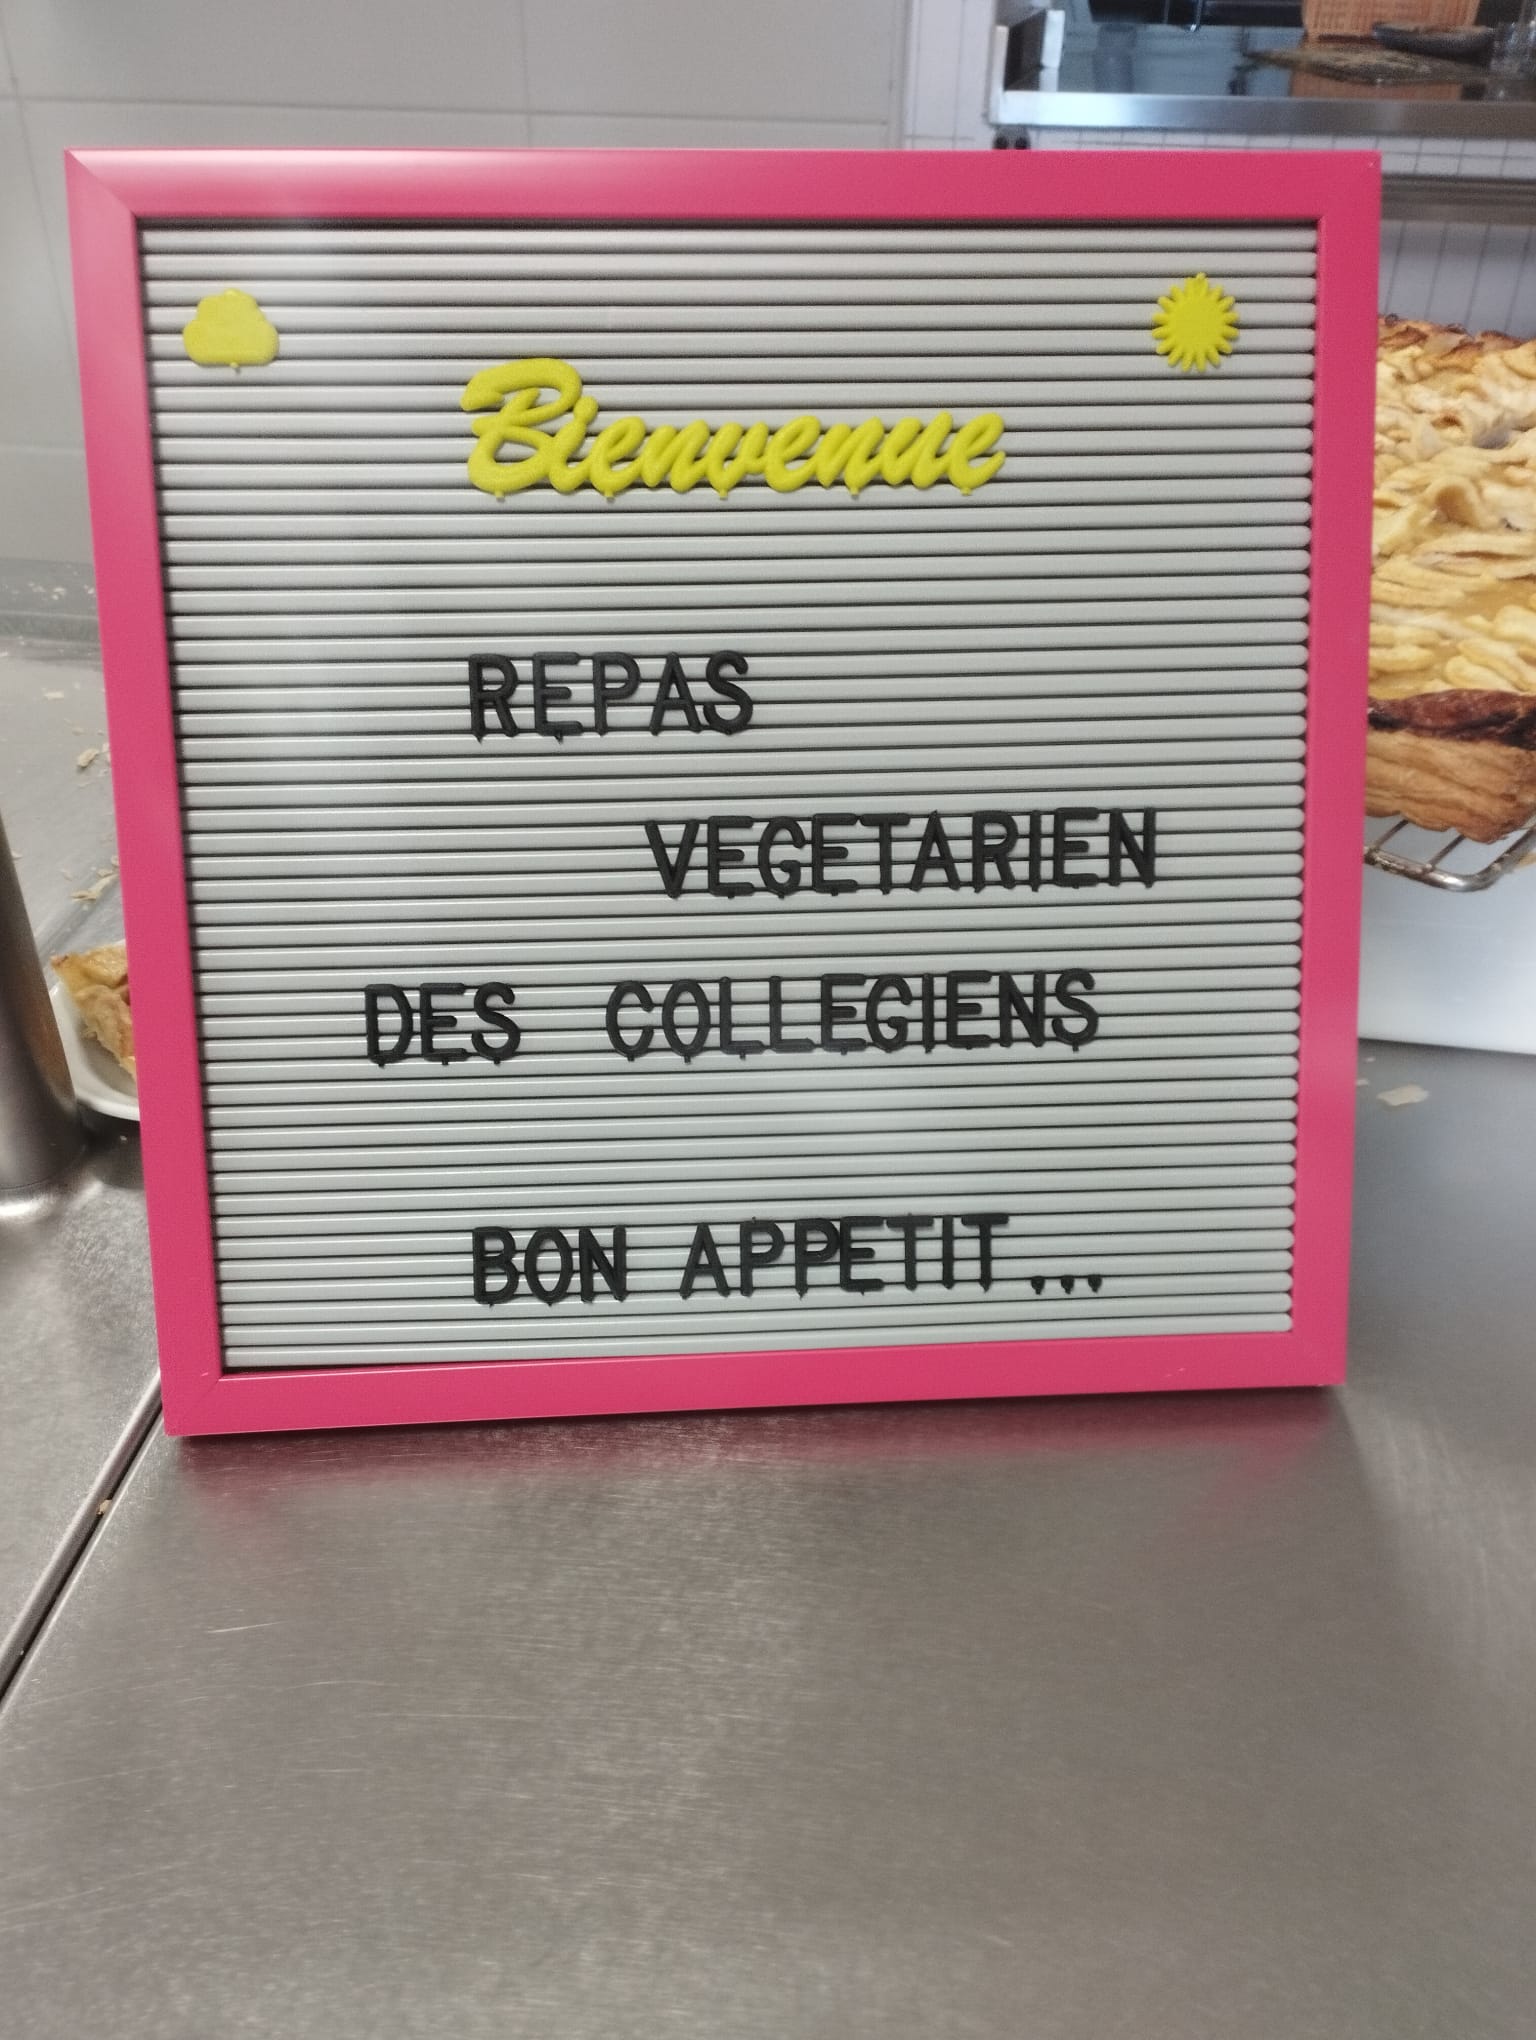 Bienvenue
REPAS
VEGETARIEN
DES COLLEGIENS
BON APPETIT...